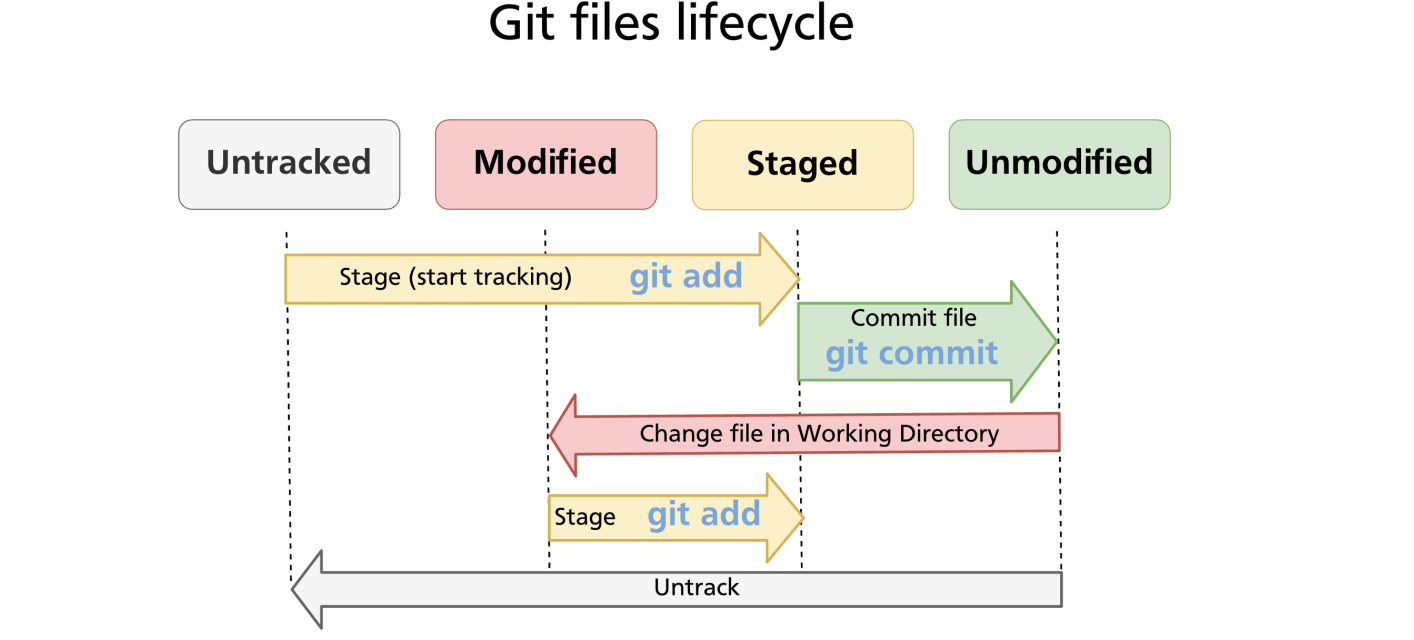 Git files lifecycle
Untracked
Modified
Staged
Unmodified
Stage (start tracking) git add
Commit file
git commit
Change file in Working Directory
Stage git add
Untrack